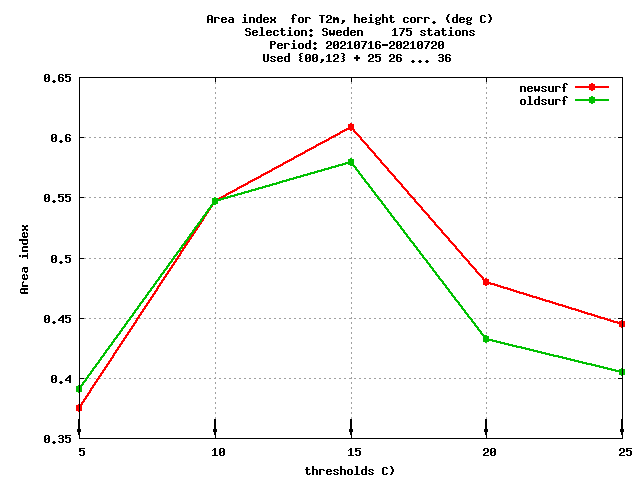 Area index  for T2m, height corr. (deg C)
Selection: Sweden    175 stations
Period: 20210716-20210720
Used {00,12} + 25 26 ... 36
newsurf
oldsurf
0.65
0.6
0.55
0.5
0.45
0.4
0.35
Area index
5 10 15 20 25
thresholds C)